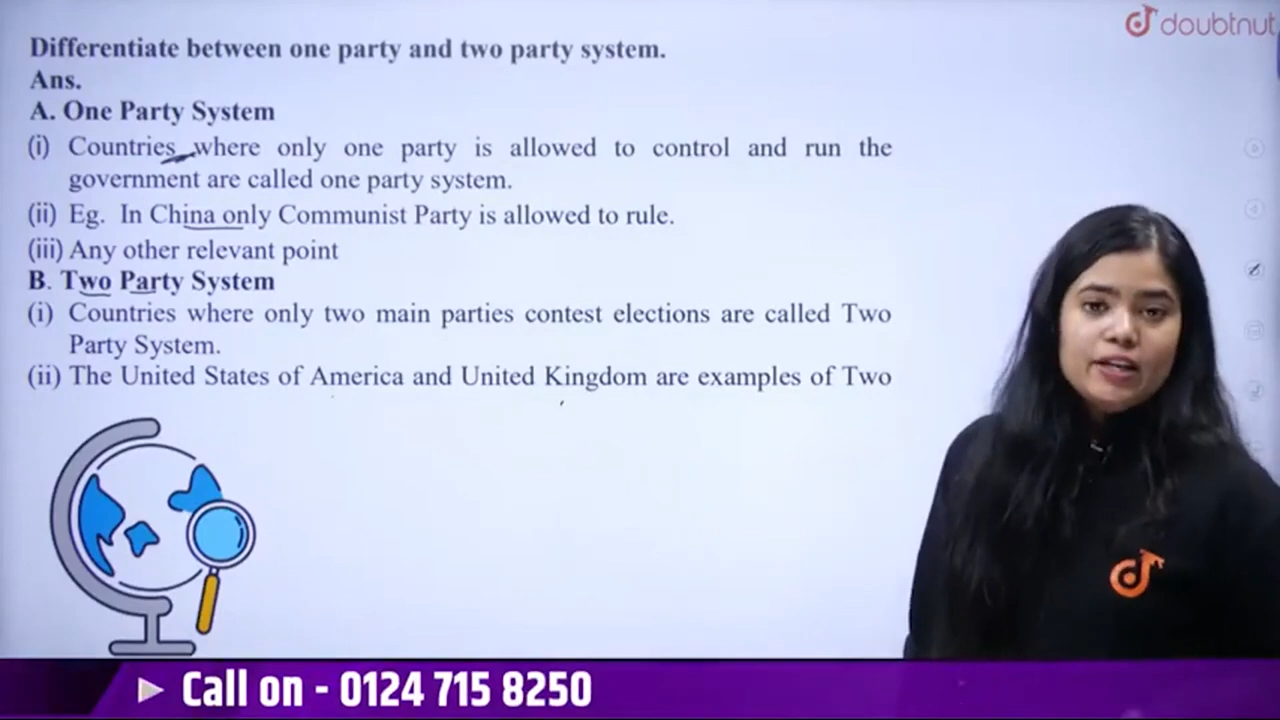 doubtnut
Differentiate between one party and two party system.
Ans.
A. One Party System
(i) Countries where only one party is allowed to control and run the
government are called one party system.
(ii) Eg. In China only Communist Party is allowed to rule.
(iii) Any other relevant point
B. Two Party System
(i) Countries where only two main parties contest elections are called Two
Party System.
(ii) The United States of America and United Kingdom are examples of Two
Call on - 0124 715 8250